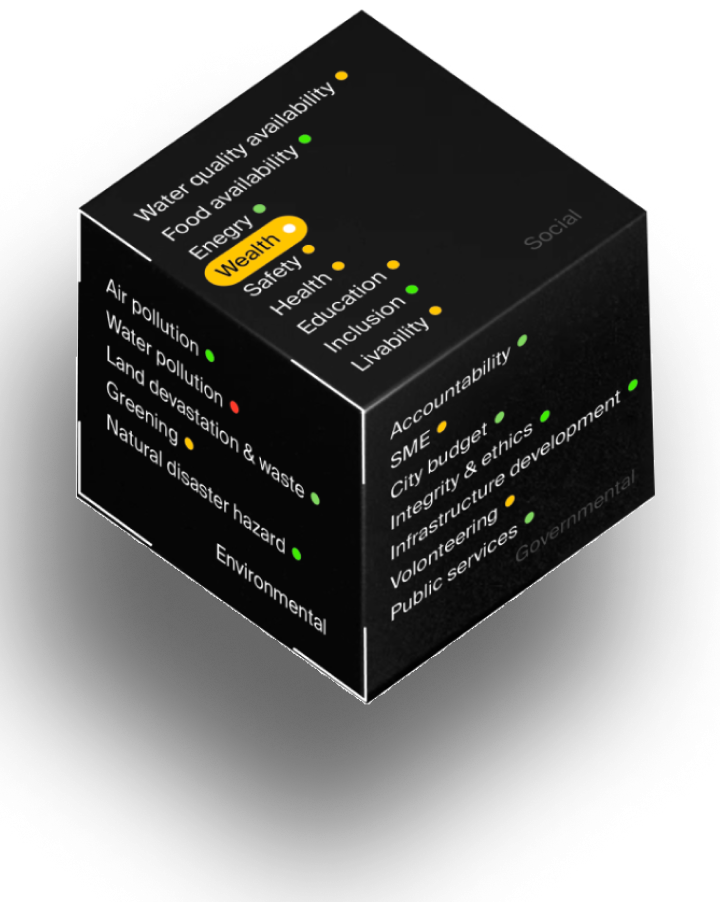 Water quality availability
Food availability
Enegry
Wealth
Safety
Health
Education
Inclusion
Livability
Social
Air pollution
Water pollution
Land devastation & waste
Greening
Natural disaster hazard
Environmental
Accountability
SME
City budget
Integrity & ethics
Infrastructure development
Volonteering
Public services
Governmental